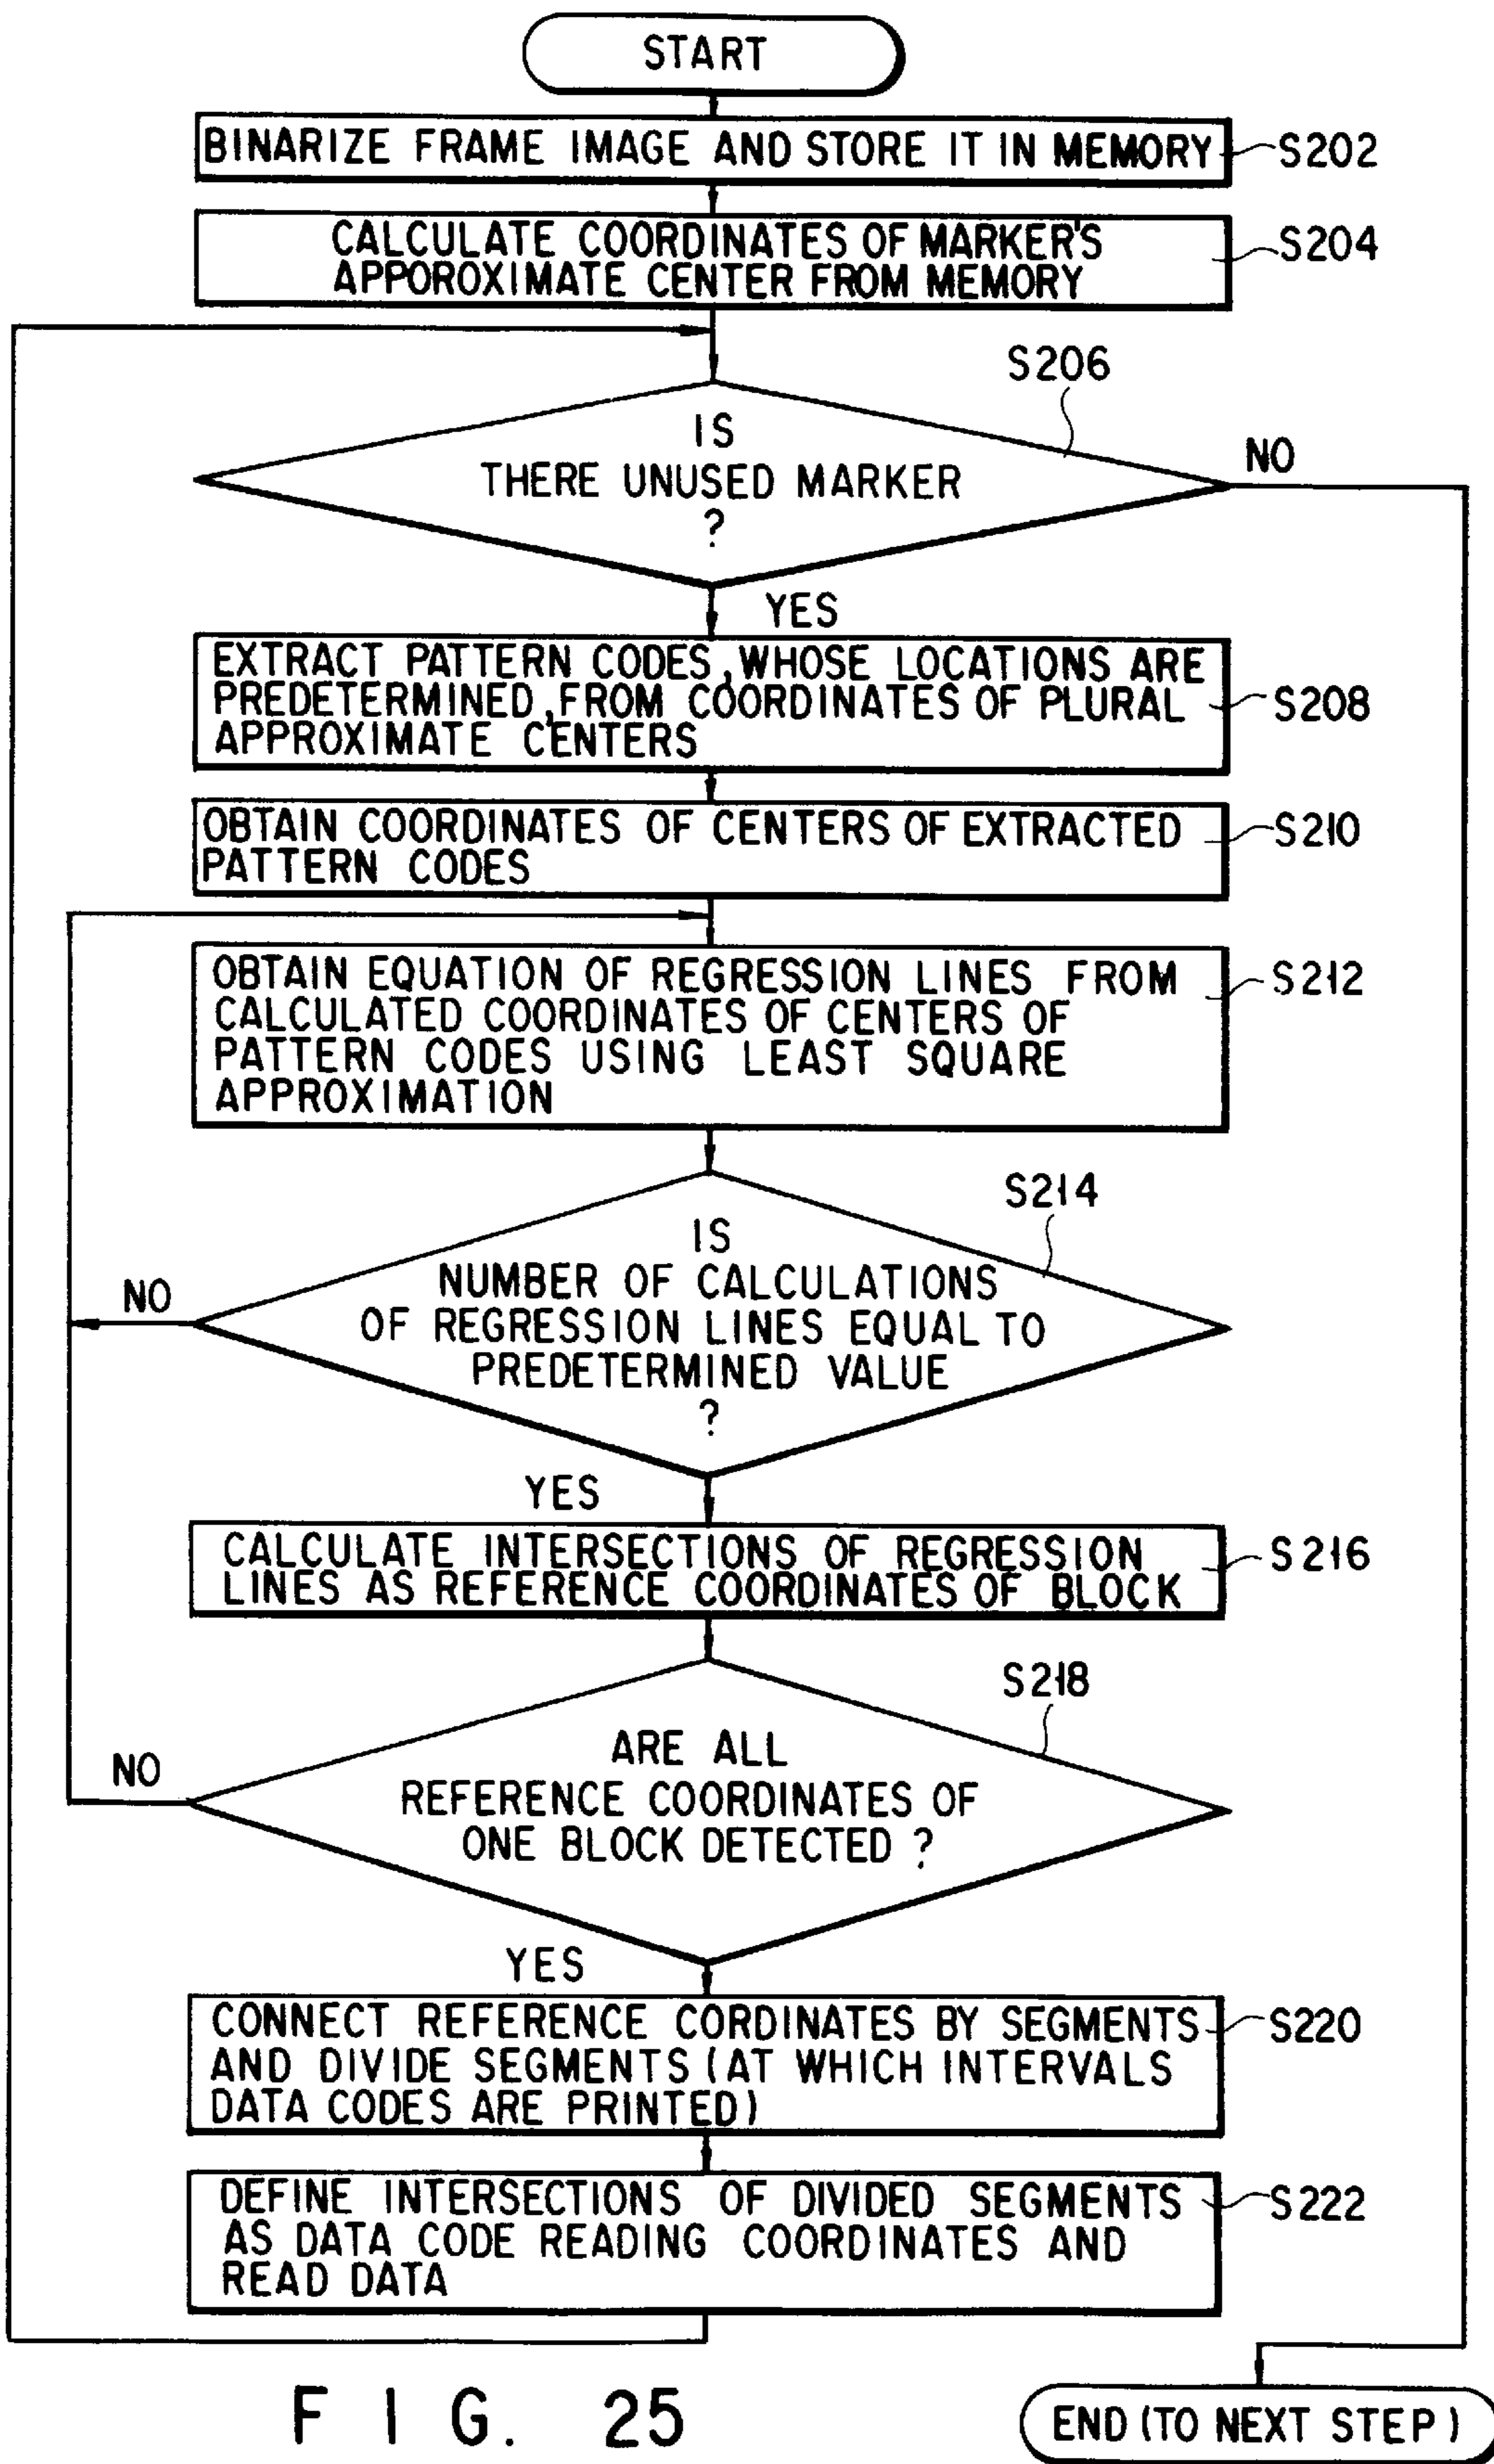 START
BINARIZE FRAME IMAGE AND STORE IT IN MEMORY
S202
CALCULATE COORDINATES OF MARKER'S
APPOROXIMATE CENTER FROM MEMORY
S204
S206
IS
THERE UNUSED MARKER
?
NO
YES
EXTRACT PATTERN CODES, WHOSE LOCATIONS ARE
PREDETERMINED, FROM COORDINATES OF PLURAL
APPROXIMATE CENTERS
S208
OBTAIN COORDINATES OF CENTERS OF EXTRACTED
PATTERN CODES
S210
OBTAIN EQUATION OF REGRESSION LINES FROM
CALCULATED COORDINATES OF CENTERS OF
PATTERN CODES USING LEAST SQUARE
APPROXIMATION
S212
S214
IS
NUMBER OF CALCULATIONS
OF REGRESSION LINES EQUAL TO
PREDETERMINED VALUE
?
NO
YES
CALCULATE INTERSECTIONS OF REGRESSION
LINES AS REFERENCE COORDINATES OF BLOCK
S216
S218
ARE ALL
REFERENCE COORDINATES OF
ONE BLOCK DETECTED ?
NO
YES
CONNECT REFERENCE CORDINATES BY SEGMENTS
AND DIVIDE SEGMENTS (AT WHICH INTERVALS
DATA CODES ARE PRINTED)
S220
DEFINE INTERSECTIONS OF DIVIDED SEGMENTS
AS DATA CODE READING COORDINATES AND
READ DATA
S222
END (TO NEXT STEP)
FIG. 25